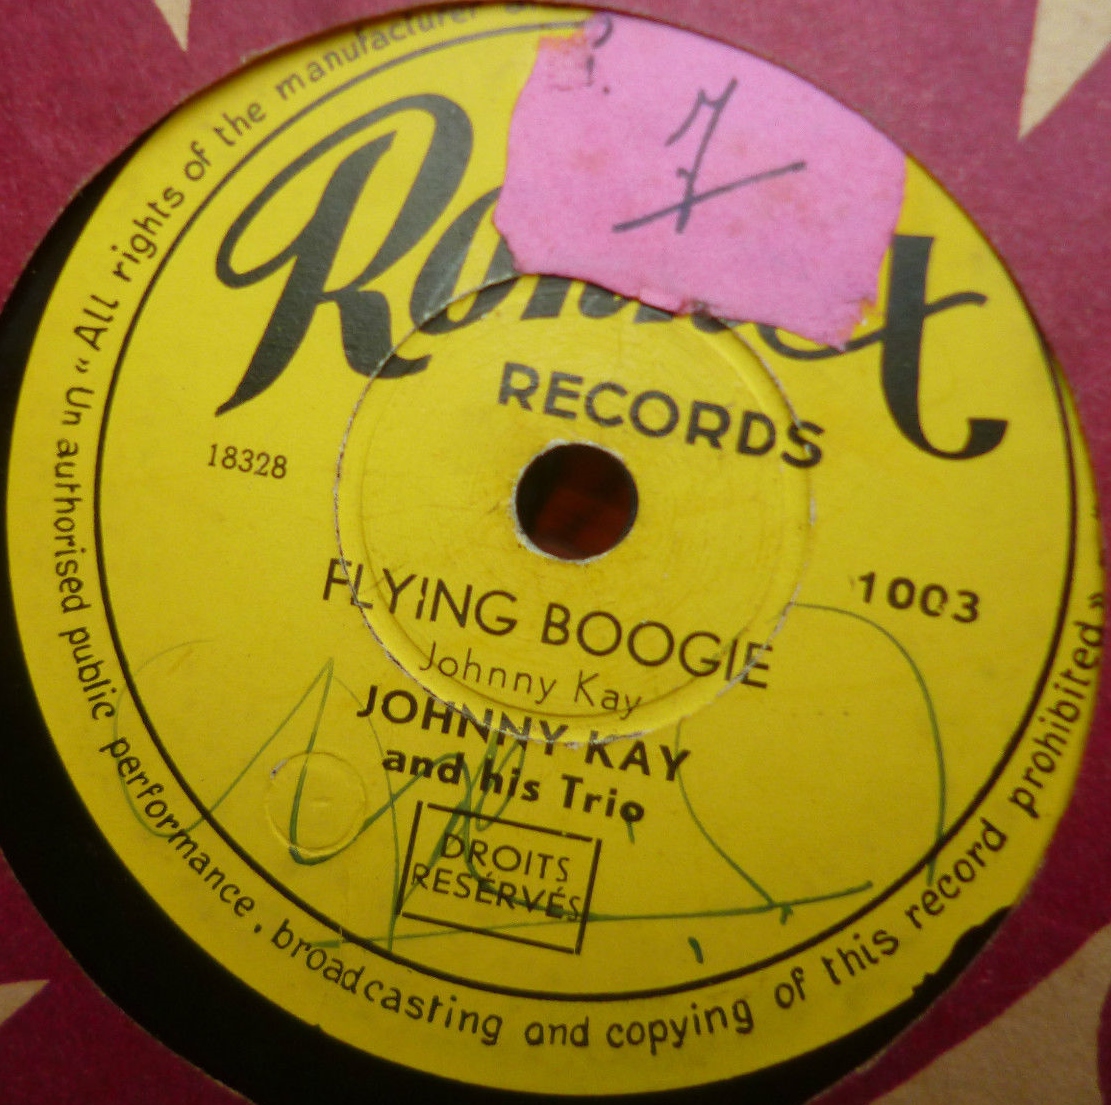 « All rights of the manufacturer
RECORDS
18328
1003
FLYING BOOGIE
Johnny Kay
JOHNNY KAY
and his Trio
DROITS
RESÉRVÉS
« Un authorised public performance, broadcasting and copying of this record prohibited »
7